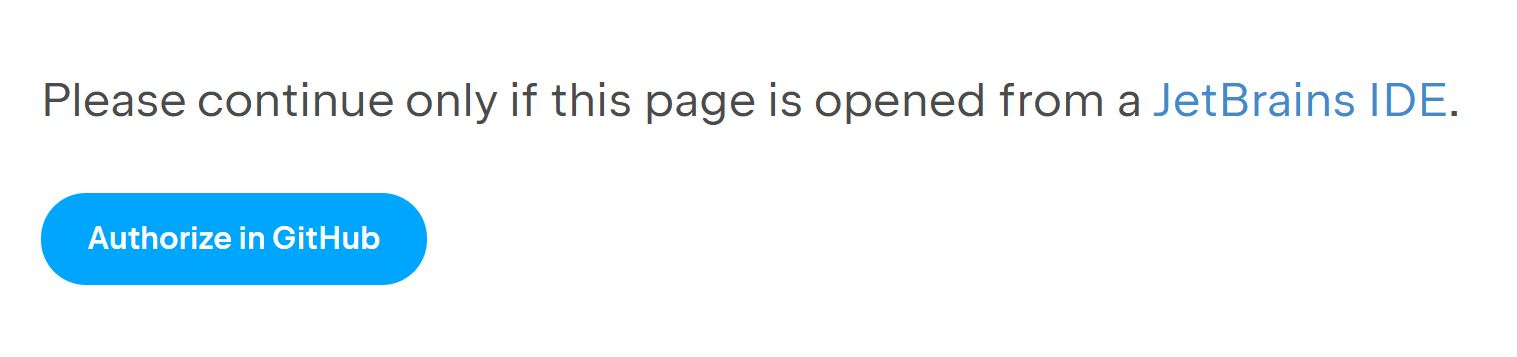 Please continue only if this page is opened from a JetBrains IDE.
Authorize in GitHub